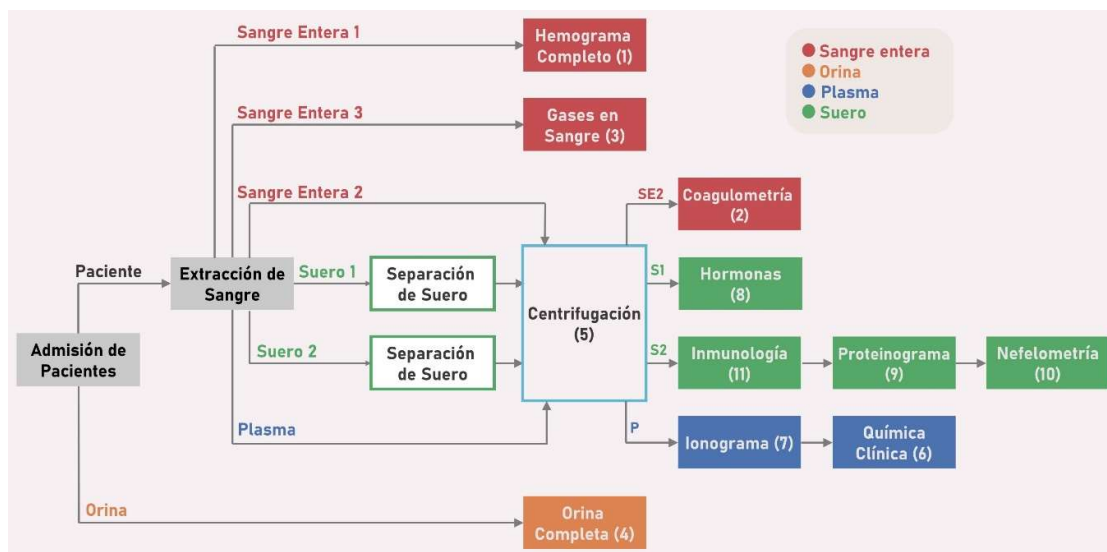 Sangre Entera 1
Hemograma
Completo (1)
Sangre entera
Orina
Plasma
Suero
Sangre Entera 3
Gases en
Sangre (3)
Sangre Entera 2
SE2
Coagulometría
(2)
Paciente
Extracción de
Sangre
Suero 1
Separación
de Suero
Centrifugación
(5)
S1
Hormonas
(8)
Admisión de
Pacientes
Suero 2
Separación
de Suero
S2
Inmunología
(11)
Proteinograma
(9)
Nefelometría
(10)
Plasma
P
Ionograma (7)
Química
Clínica (6)
Orina
Orina
Completa (4)